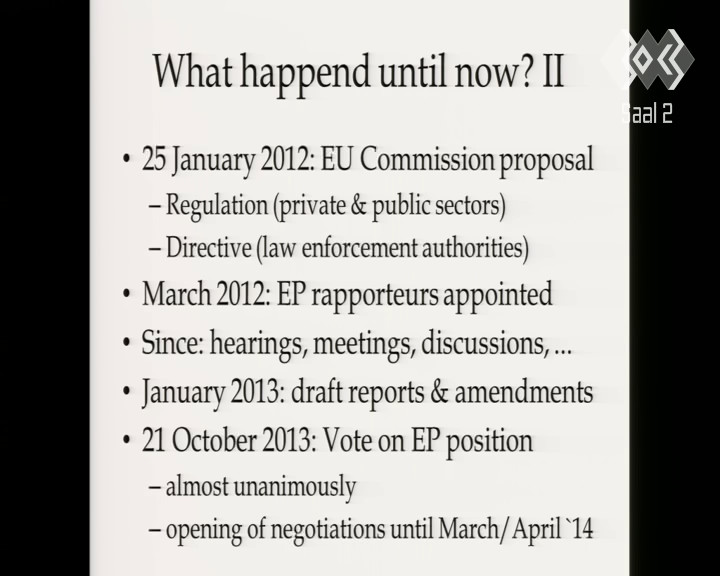 What happend until now? II
30C3
Saal 2
• 25 January 2012: EU Commission proposal
– Regulation (private & public sectors)
– Directive (law enforcement authorities)
• March 2012: EP rapporteurs appointed
• Since: hearings, meetings, discussions, ...
• January 2013: draft reports & amendments
• 21 October 2013: Vote on EP position
– almost unanimously
– opening of negotiations until March/April `14